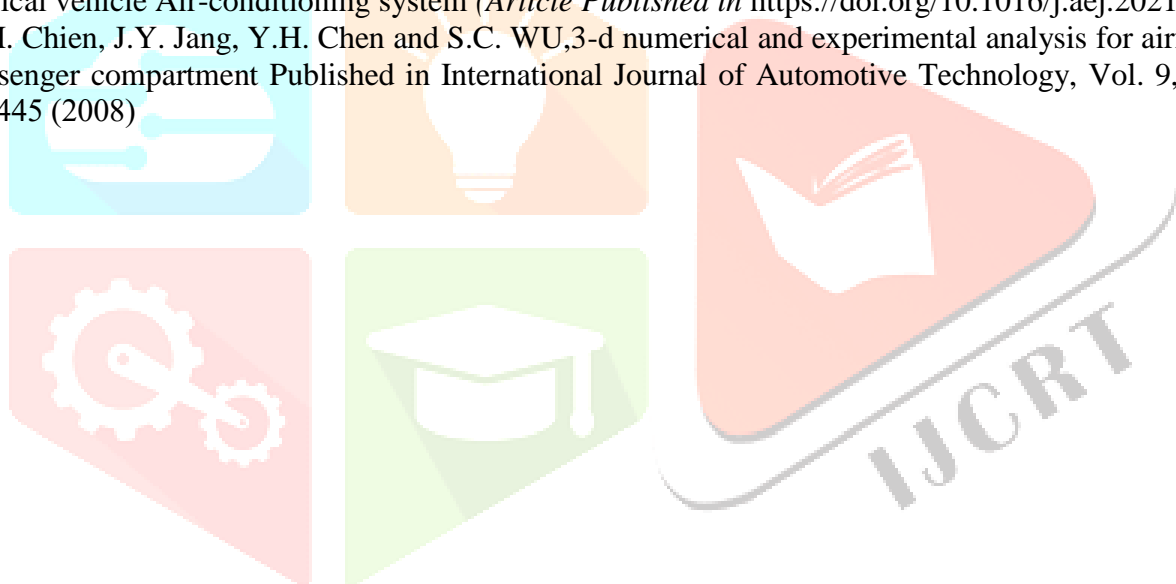 ical vehicle Air-conditioning system (Article Published in https://doi.org/10.1016/j.aej.2021
I. Chien, J.Y. Jang, Y.H. Chen and S.C. WU,3-d numerical and experimental analysis for air
senger compartment Published in International Journal of Automotive Technology, Vol. 9,
445 (2008)
IJCRT